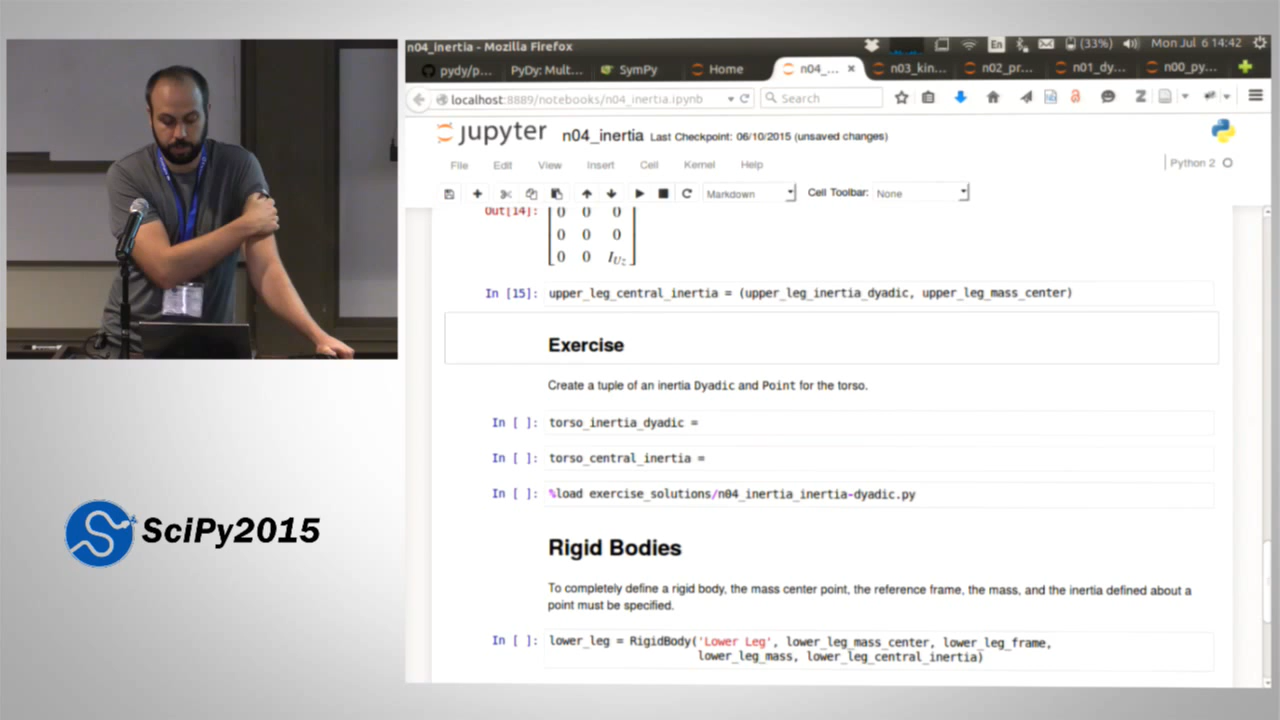 n04_inertia - Mozilla Firefox
En
(33%)
Mon Jul 6 14:42
pydy/p...
PyDy: Mult...
SymPy
Home
n04_...
n03_kin...
n02_pr...
n01_dy...
n00_py...
localhost:8889/notebooks/n04_inertia.ipynb
Search
jupyter n04_inertia Last Checkpoint: 06/10/2015 (unsaved changes)
File Edit View Insert Cell Kernel Help
Python 2
Markdown
Cell Toolbar: None
Out[14]:
0 0 0
0 0 0
0 0 I_Uz
In [15]: upper_leg_central_inertia = (upper_leg_inertia_dyadic, upper_leg_mass_center)
Exercise
Create a tuple of an inertia Dyadic and Point for the torso.
In [ ]: torso_inertia_dyadic =
In [ ]: torso_central_inertia =
In [ ]: %load exercise_solutions/n04_inertia_inertia-dyadic.py
Rigid Bodies
To completely define a rigid body, the mass center point, the reference frame, the mass, and the inertia defined about a
point must be specified.
In [ ]: lower_leg = RigidBody('Lower Leg', lower_leg_mass_center, lower_leg_frame,
lower_leg_mass, lower_leg_central_inertia)
SciPy2015